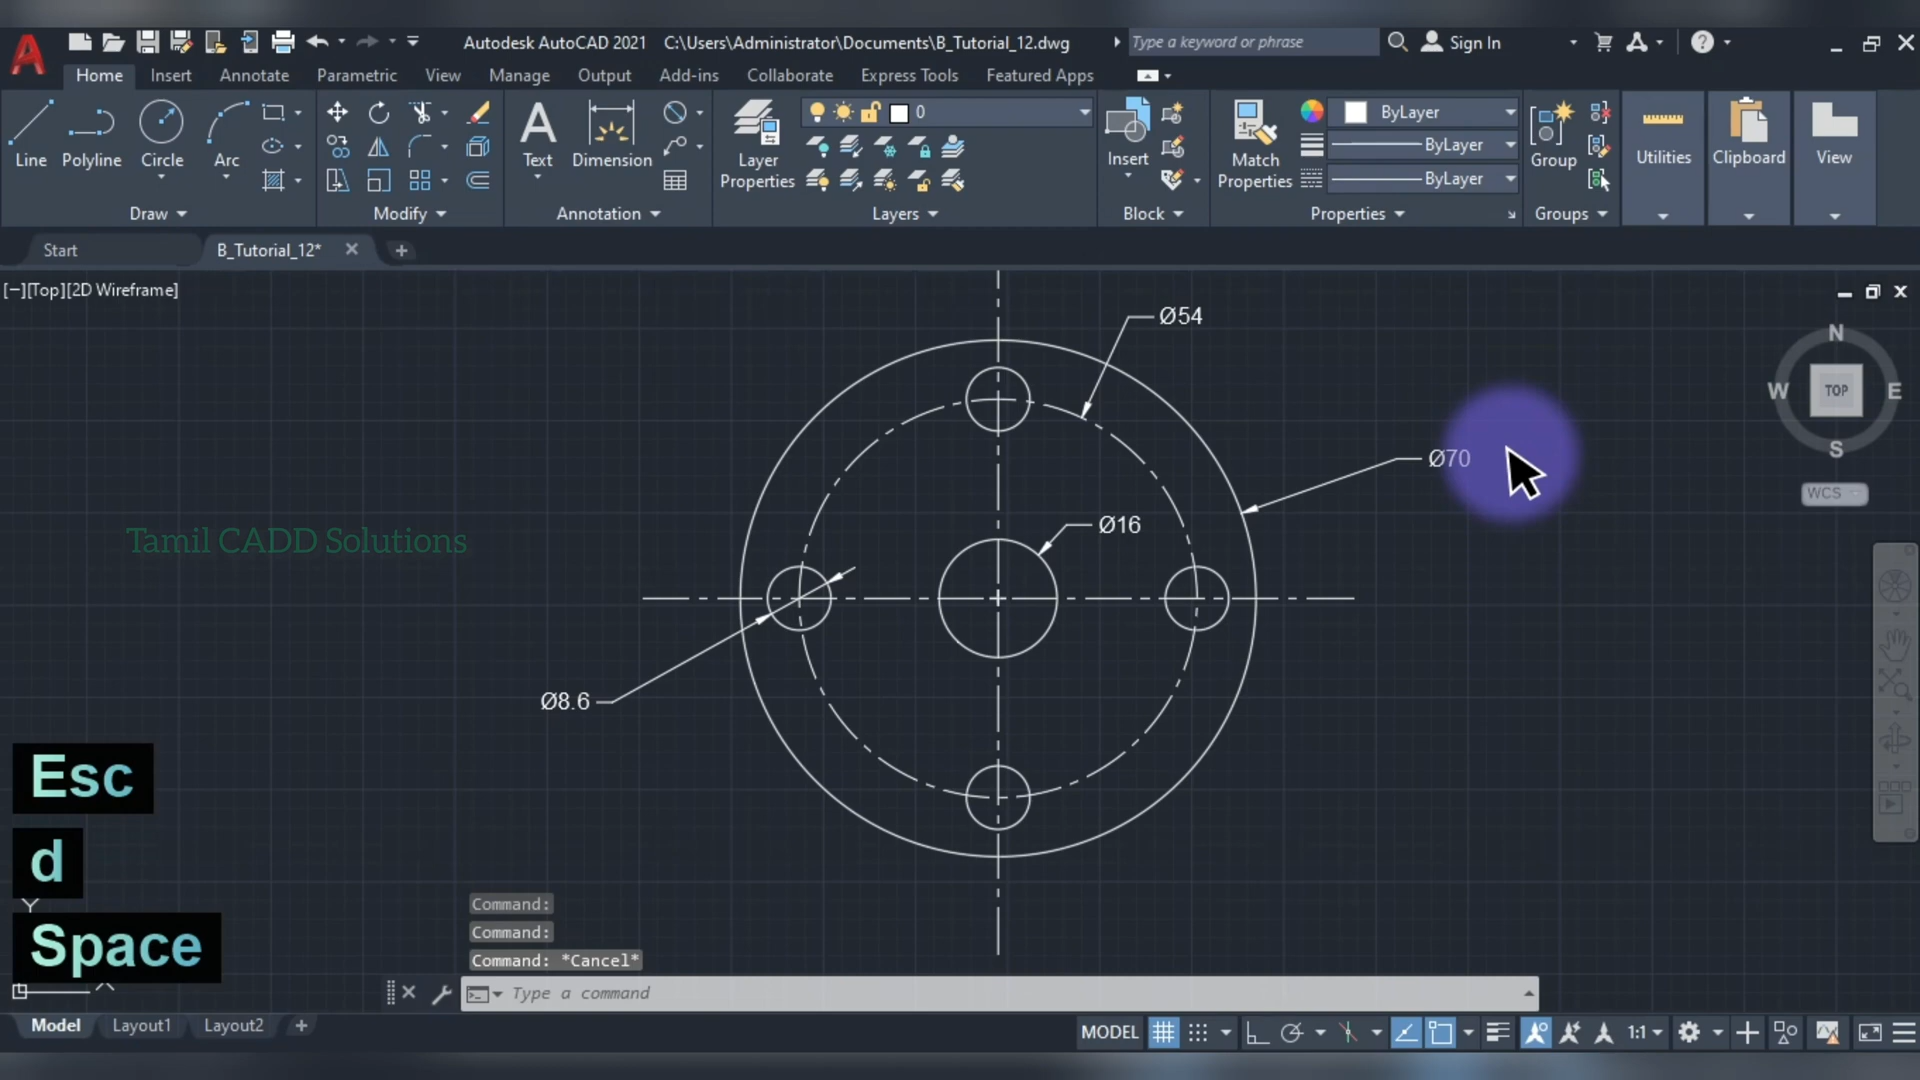 Autodesk AutoCAD 2021 C:\Users\Administrator\Documents\B_Tutorial_12.dwg Type a keyword or phrase Sign In
Home Insert Annotate Parametric View Manage Output Add-ins Collaborate Express Tools Featured Apps
0
ByLayer
ByLayer
ByLayer
Line Polyline Circle Arc
Text Dimension
Layer Properties
Insert
Match Properties
Group
Utilities
Clipboard
View
Draw Modify Annotation Layers Block Properties Groups
Start B_Tutorial_12*
[−][Top][2D Wireframe]
N
W TOP E
S
WCS
Ø54
Ø70
Ø16
Tamil CADD Solutions
Ø8.6
Esc
d
Y
Space
Command:
Command:
Command: *Cancel*
Type a command
Model Layout1 Layout2
MODEL 1:1